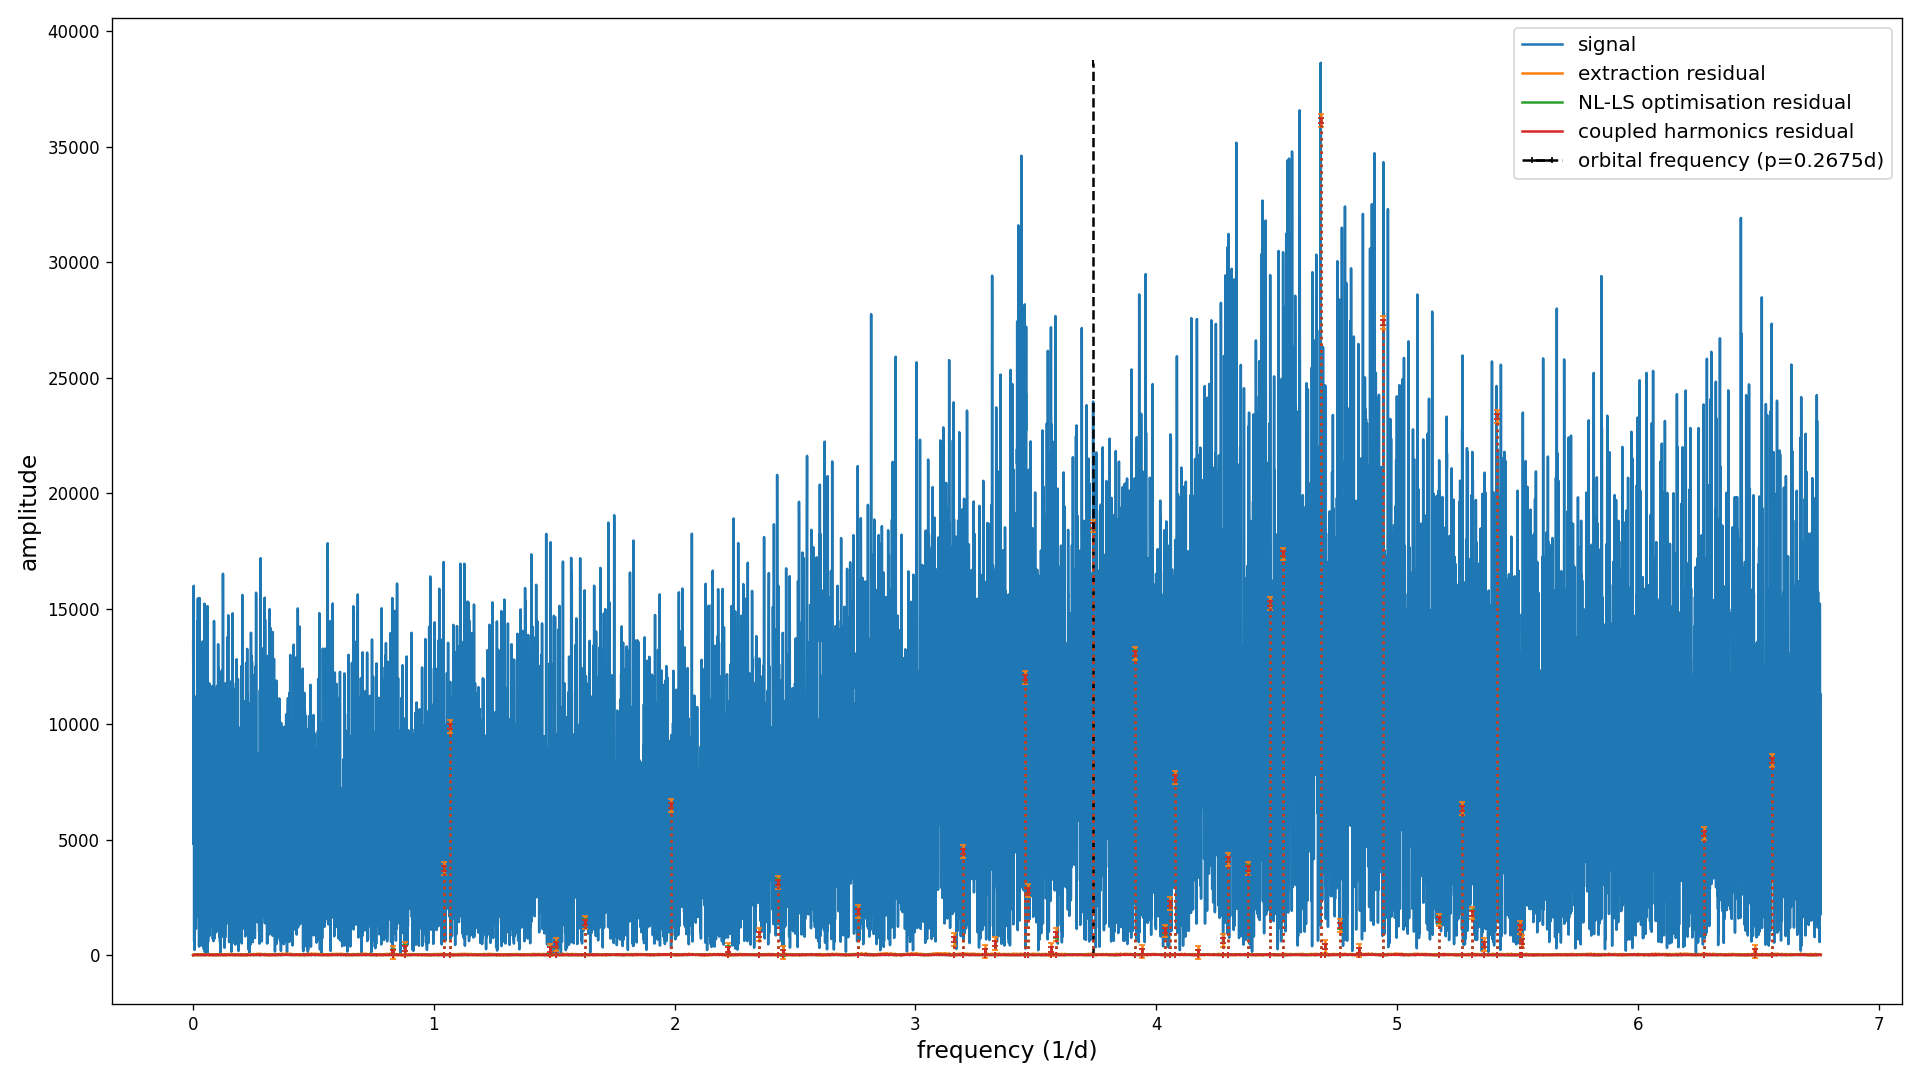 40000
35000
30000
25000
20000
15000
10000
5000
0
amplitude
0 1 2 3 4 5 6 7
frequency (1/d)
signal
extraction residual
NL-LS optimisation residual
coupled harmonics residual
orbital frequency (p=0.2675d)